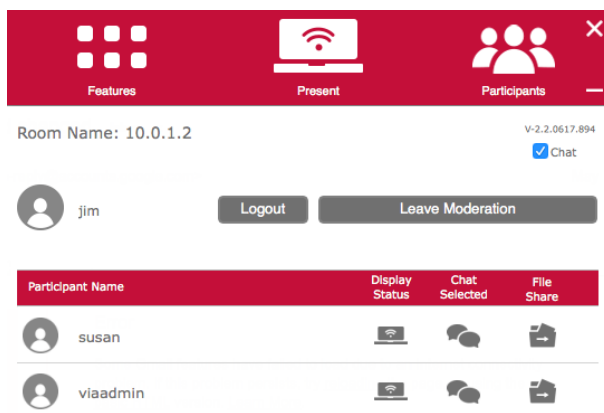 Features Present Participants
Room Name: 10.0.1.2
V-2.2.0617.894
Chat
jim Logout Leave Moderation
Participant Name Display Status Chat Selected File Share
susan
viaadmin